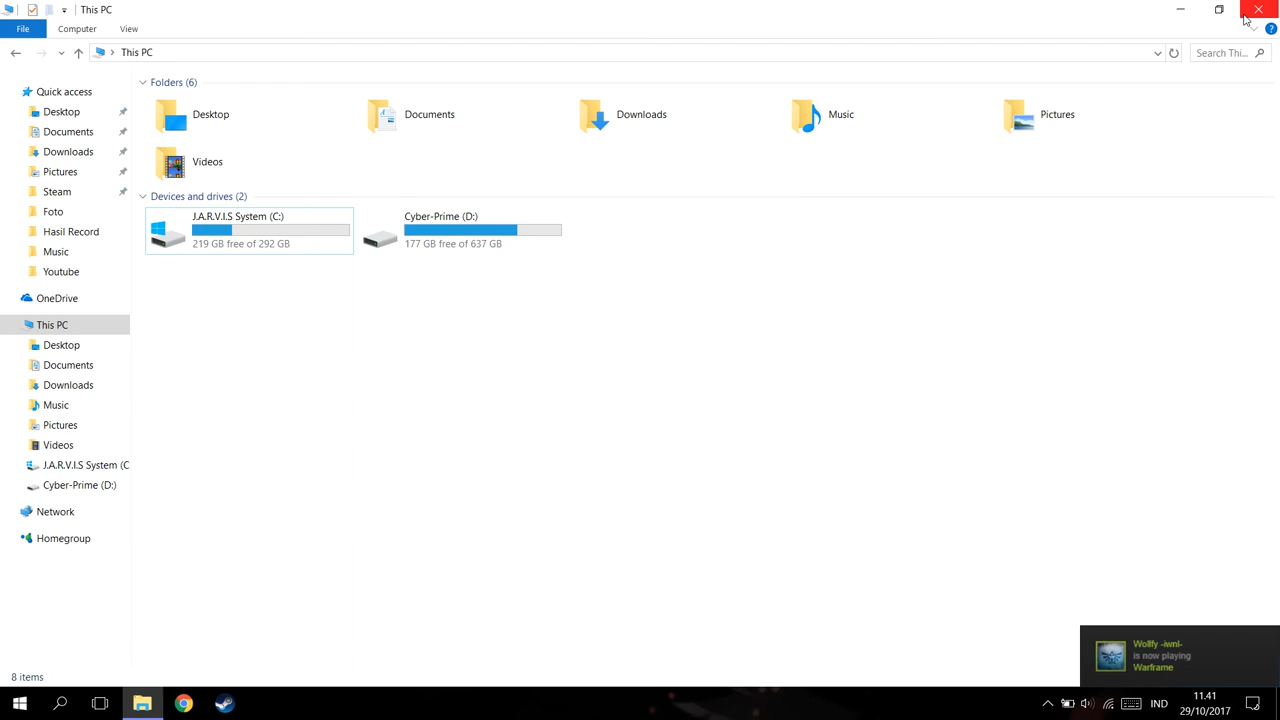 This PC
File
Computer
View
This PC
Search Thi...
Quick access
Desktop
Documents
Downloads
Pictures
Steam
Foto
Hasil Record
Music
Youtube
OneDrive
This PC
Desktop
Documents
Downloads
Music
Pictures
Videos
J.A.R.V.I.S System (C
Cyber-Prime (D:)
Network
Homegroup
Folders (6)
Desktop
Documents
Downloads
Music
Pictures
Videos
Devices and drives (2)
J.A.R.V.I.S System (C:)
219 GB free of 292 GB
Cyber-Prime (D:)
177 GB free of 637 GB
Wollfy -iwnl-
is now playing
Warframe
8 items
IND
11.41
29/10/2017